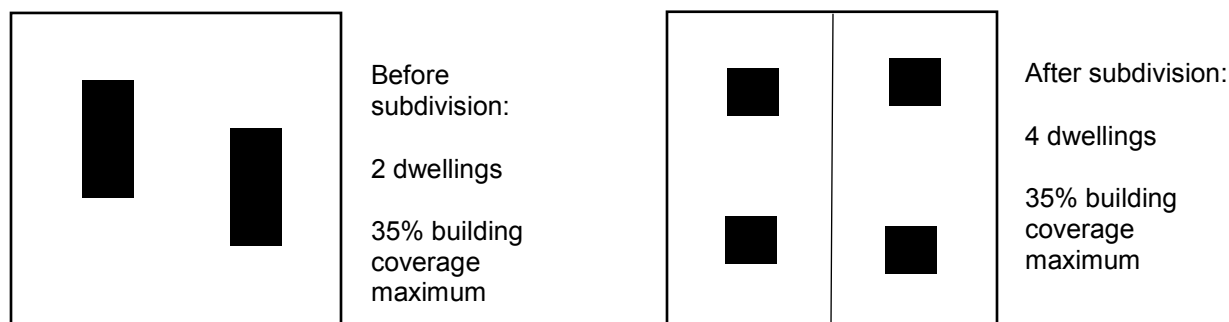 Before
subdivision:
2 dwellings
35% building
coverage
maximum
After subdivision:
4 dwellings
35% building
coverage
maximum